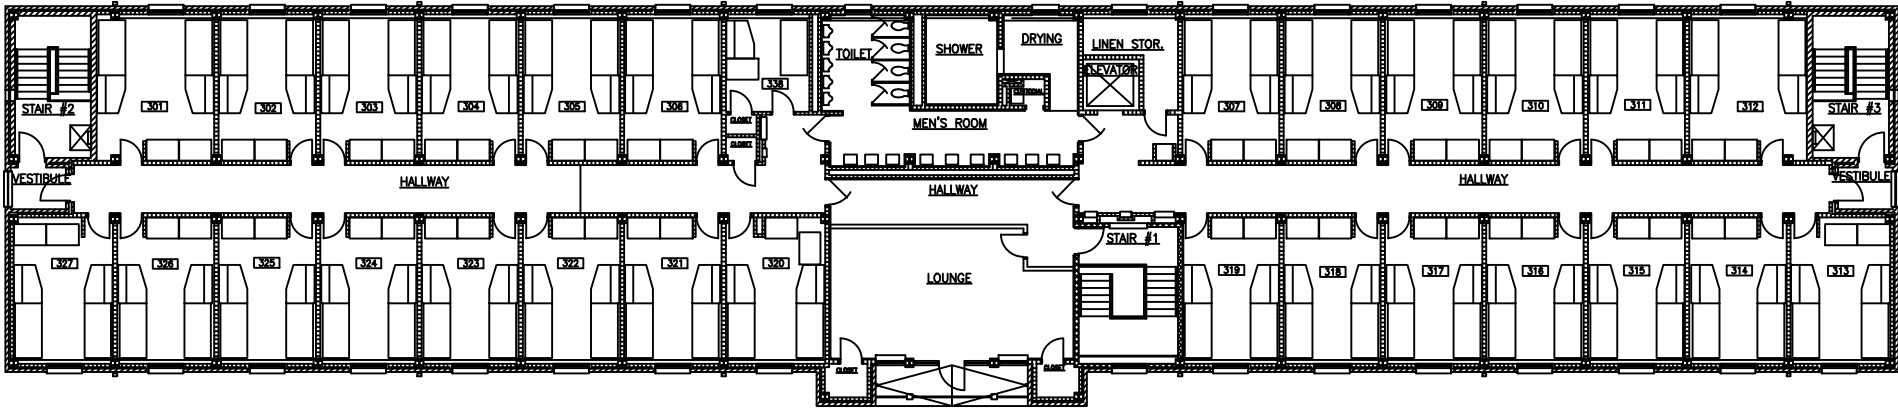 TOILET
SHOWER
DRYING
LINEN STOR.
ELEVATOR
338
CUSTODIAL
STAIR #2
301
302
303
304
305
306
307
308
309
310
311
312
STAIR #3
CLOSET
MEN'S ROOM
CLOSET
VESTIBULE
HALLWAY
HALLWAY
HALLWAY
VESTIBULE
327
326
325
324
323
322
321
320
STAIR #1
319
318
317
316
315
314
313
LOUNGE
CLOSET
CLOSET